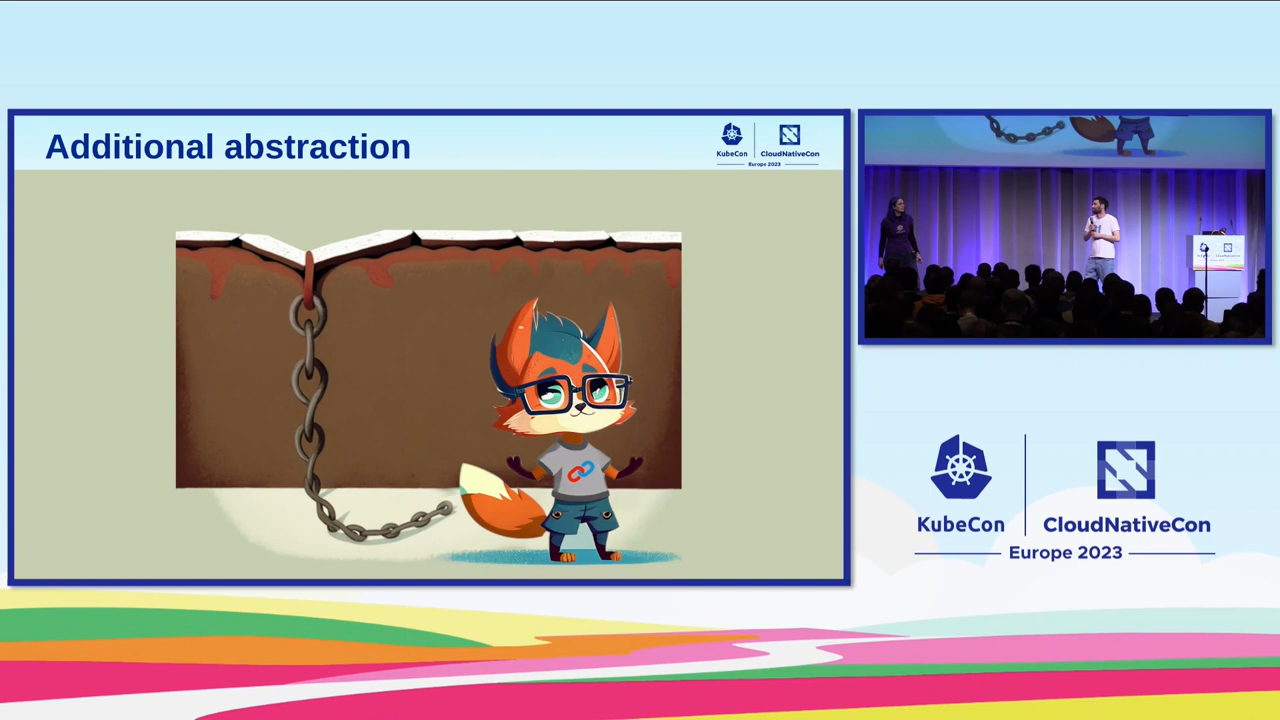 Additional abstraction
KubeCon
CloudNativeCon
Europe 2023
KubeCon
CloudNativeCon
Europe 2023